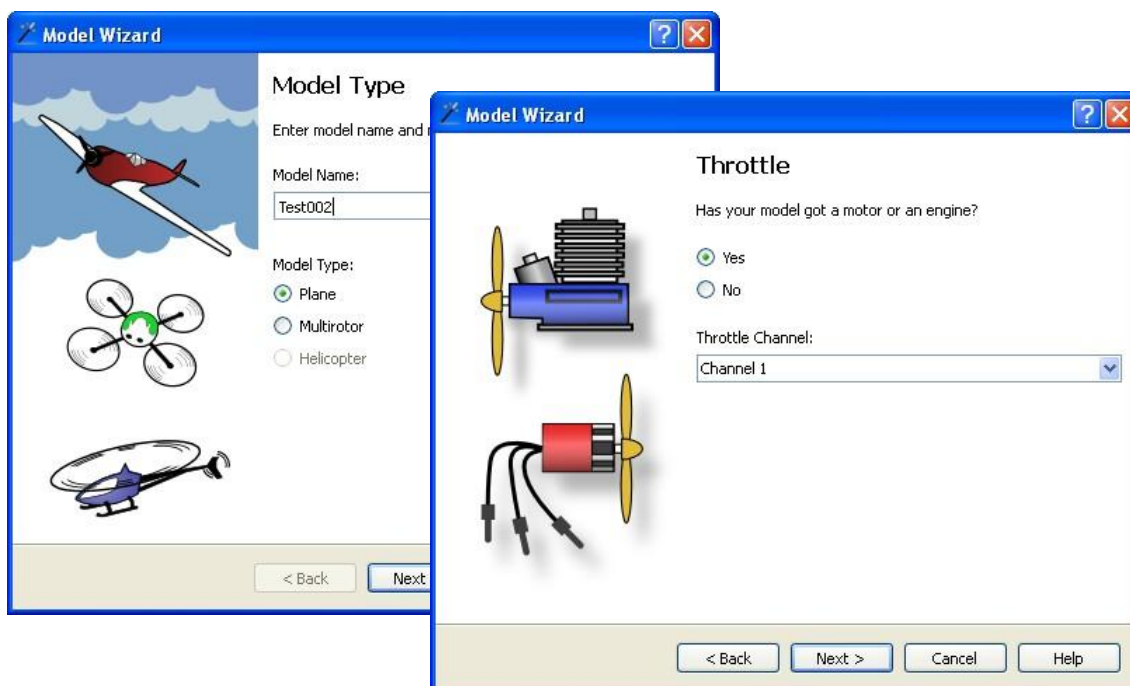 Model Wizard
Model Type
Enter model name and
Model Name:
Test002
Model Type:
Plane
Multirotor
Helicopter
< Back
Next
Model Wizard
Throttle
Has your model got a motor or an engine?
Yes
No
Throttle Channel:
Channel 1
< Back
Next >
Cancel
Help